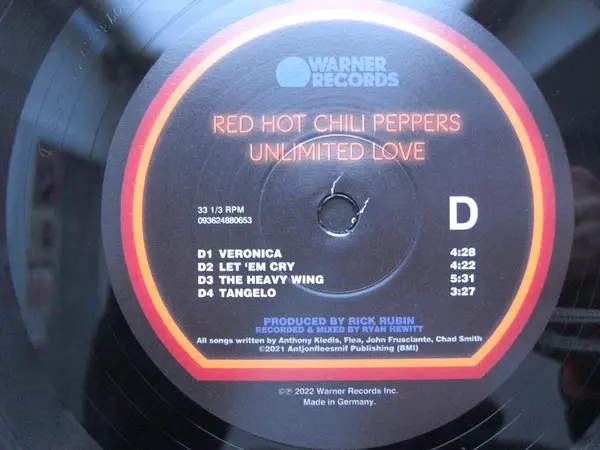 WARNER
RECORDS
RED HOT CHILI PEPPERS
UNLIMITED LOVE
33 1/3 RPM
093624880653
D
D1 VERONICA 4:28
D2 LET 'EM CRY 4:22
D3 THE HEAVY WING 5:31
D4 TANGELO 3:27
PRODUCED BY RICK RUBIN
RECORDED & MIXED BY RYAN HEWITT
All songs written by Anthony Kiedis, Flea, John Frusciante, Chad Smith
©2021 Antjonfleesmif Publishing (BMI)
©℗ 2022 Warner Records Inc.
Made in Germany.